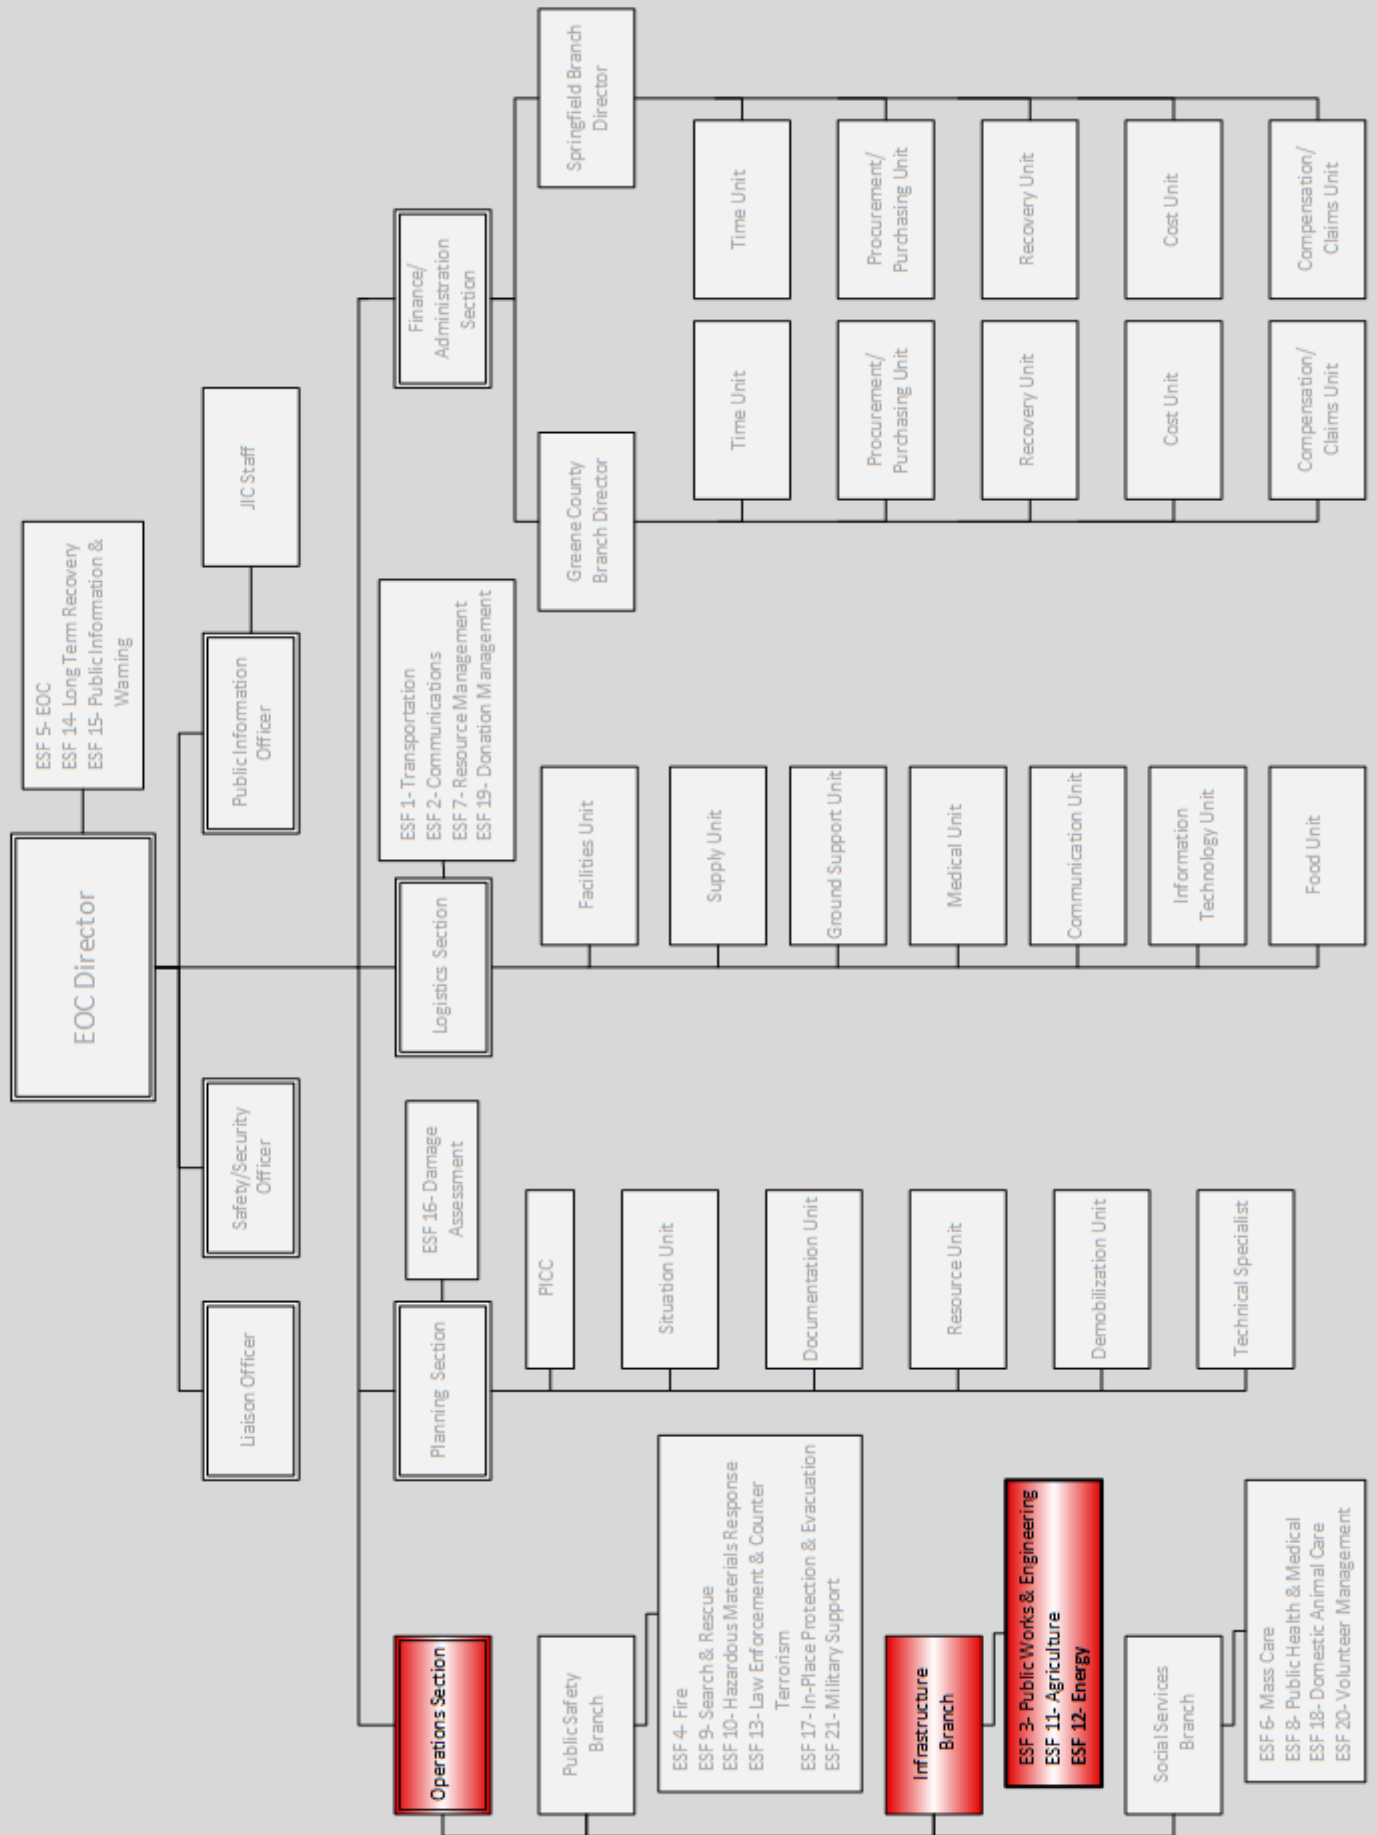 EOC Director
ESF 5- EOC
ESF 14- Long Term Recovery
ESF 15- Public Information &
Warning
Liaison Officer
Safety/Security
Officer
Public Information
Officer
JIC Staff
Operations Section
Planning Section
ESF 16- Damage
Assessment
Logistics Section
ESF 1- Transportation
ESF 2- Communications
ESF 7- Resource Management
ESF 19- Donation Management
Finance/
Administration
Section
Public Safety
Branch
ESF 4- Fire
ESF 9- Search & Rescue
ESF 10- Hazardous Materials Response
ESF 13- Law Enforcement & Counter
Terrorism
ESF 17- In-Place Protection & Evacuation
ESF 21- Military Support
Infrastructure
Branch
ESF 3- Public Works & Engineering
ESF 11- Agriculture
ESF 12- Energy
Social Services
Branch
ESF 6- Mass Care
ESF 8- Public Health & Medical
ESF 18- Domestic Animal Care
ESF 20- Volunteer Management
PICC
Situation Unit
Documentation Unit
Resource Unit
Demobilization Unit
Technical Specialist
Facilities Unit
Supply Unit
Ground Support Unit
Medical Unit
Communication Unit
Information
Technology Unit
Food Unit
Greene County
Branch Director
Time Unit
Procurement/
Purchasing Unit
Recovery Unit
Cost Unit
Compensation/
Claims Unit
Springfield Branch
Director
Time Unit
Procurement/
Purchasing Unit
Recovery Unit
Cost Unit
Compensation/
Claims Unit